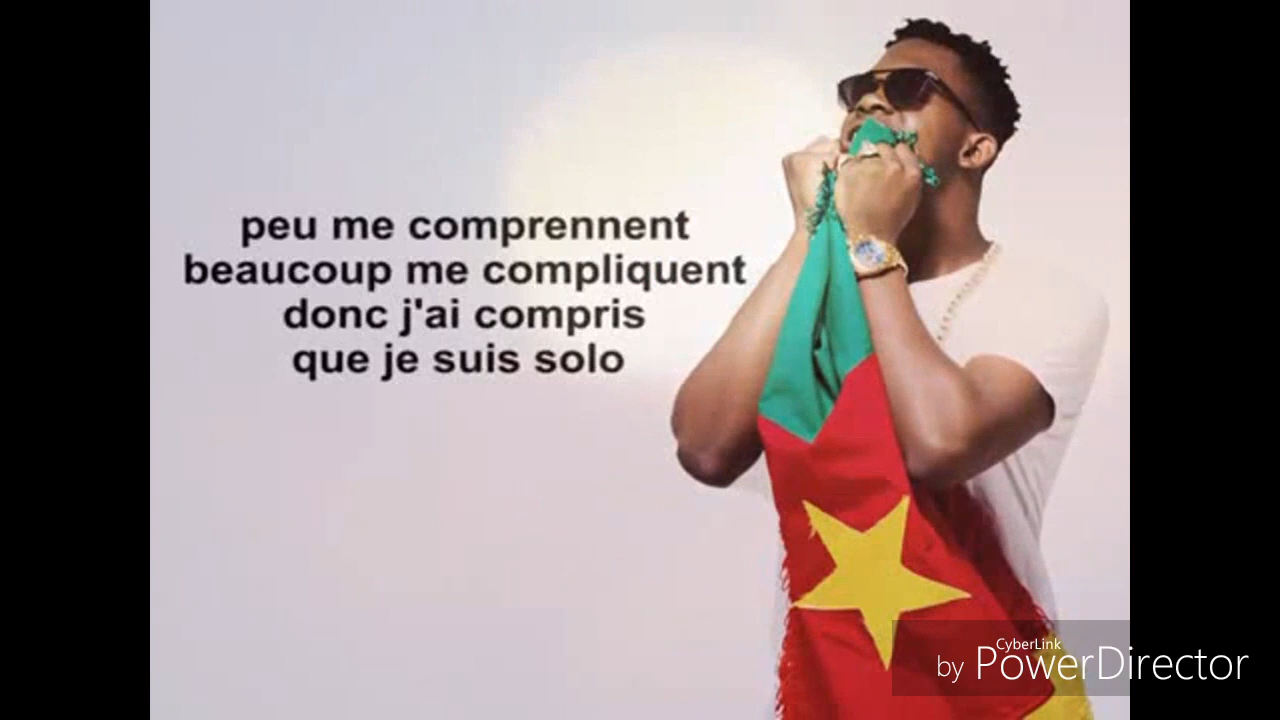 peu me comprennent
beaucoup me compliquent
donc j'ai compris
que je suis solo
CyberLink
by PowerDirector